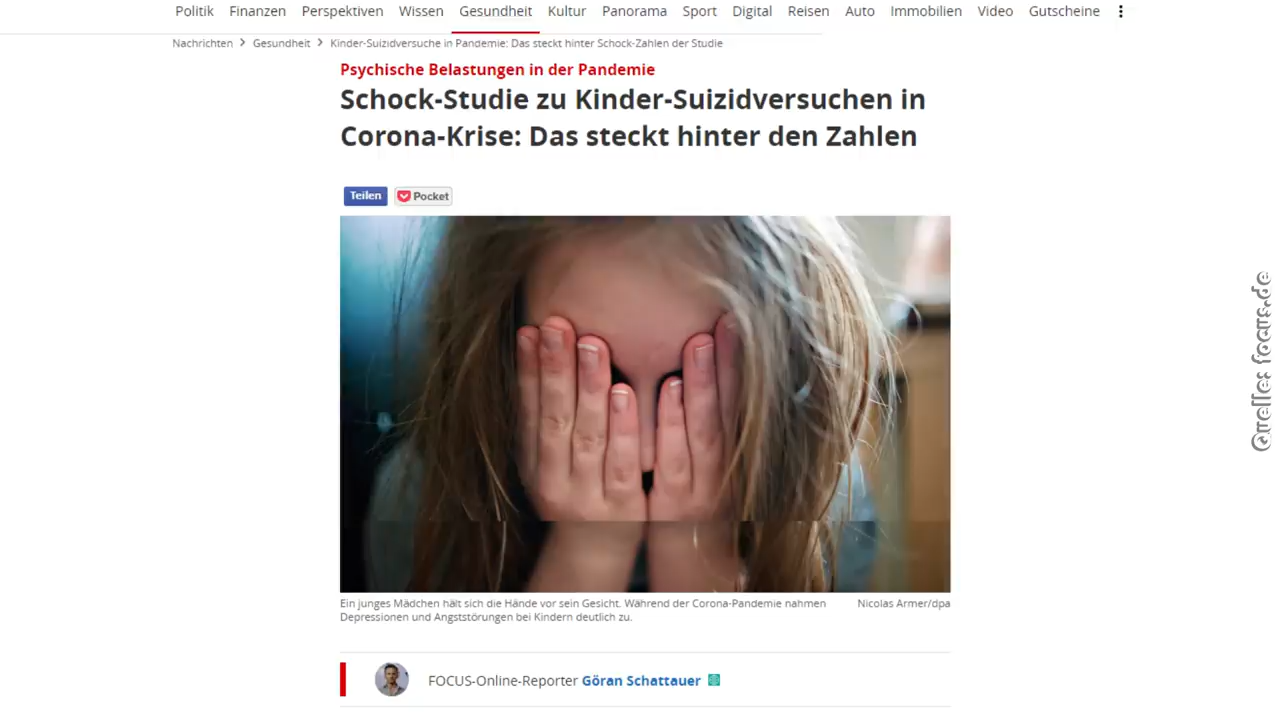 Politik Finanzen Perspektiven Wissen Gesundheit Kultur Panorama Sport Digital Reisen Auto Immobilien Video Gutscheine
Nachrichten > Gesundheit > Kinder-Suizidversuche in Pandemie: Das steckt hinter Schock-Zahlen der Studie
Psychische Belastungen in der Pandemie
Schock-Studie zu Kinder-Suizidversuchen in
Corona-Krise: Das steckt hinter den Zahlen
Teilen Pocket
Ein junges Mädchen hält sich die Hände vor sein Gesicht. Während der Corona-Pandemie nahmen
Depressionen und Angststörungen bei Kindern deutlich zu.
Nicolas Armer/dpa
FOCUS-Online-Reporter Göran Schattauer
focus.de